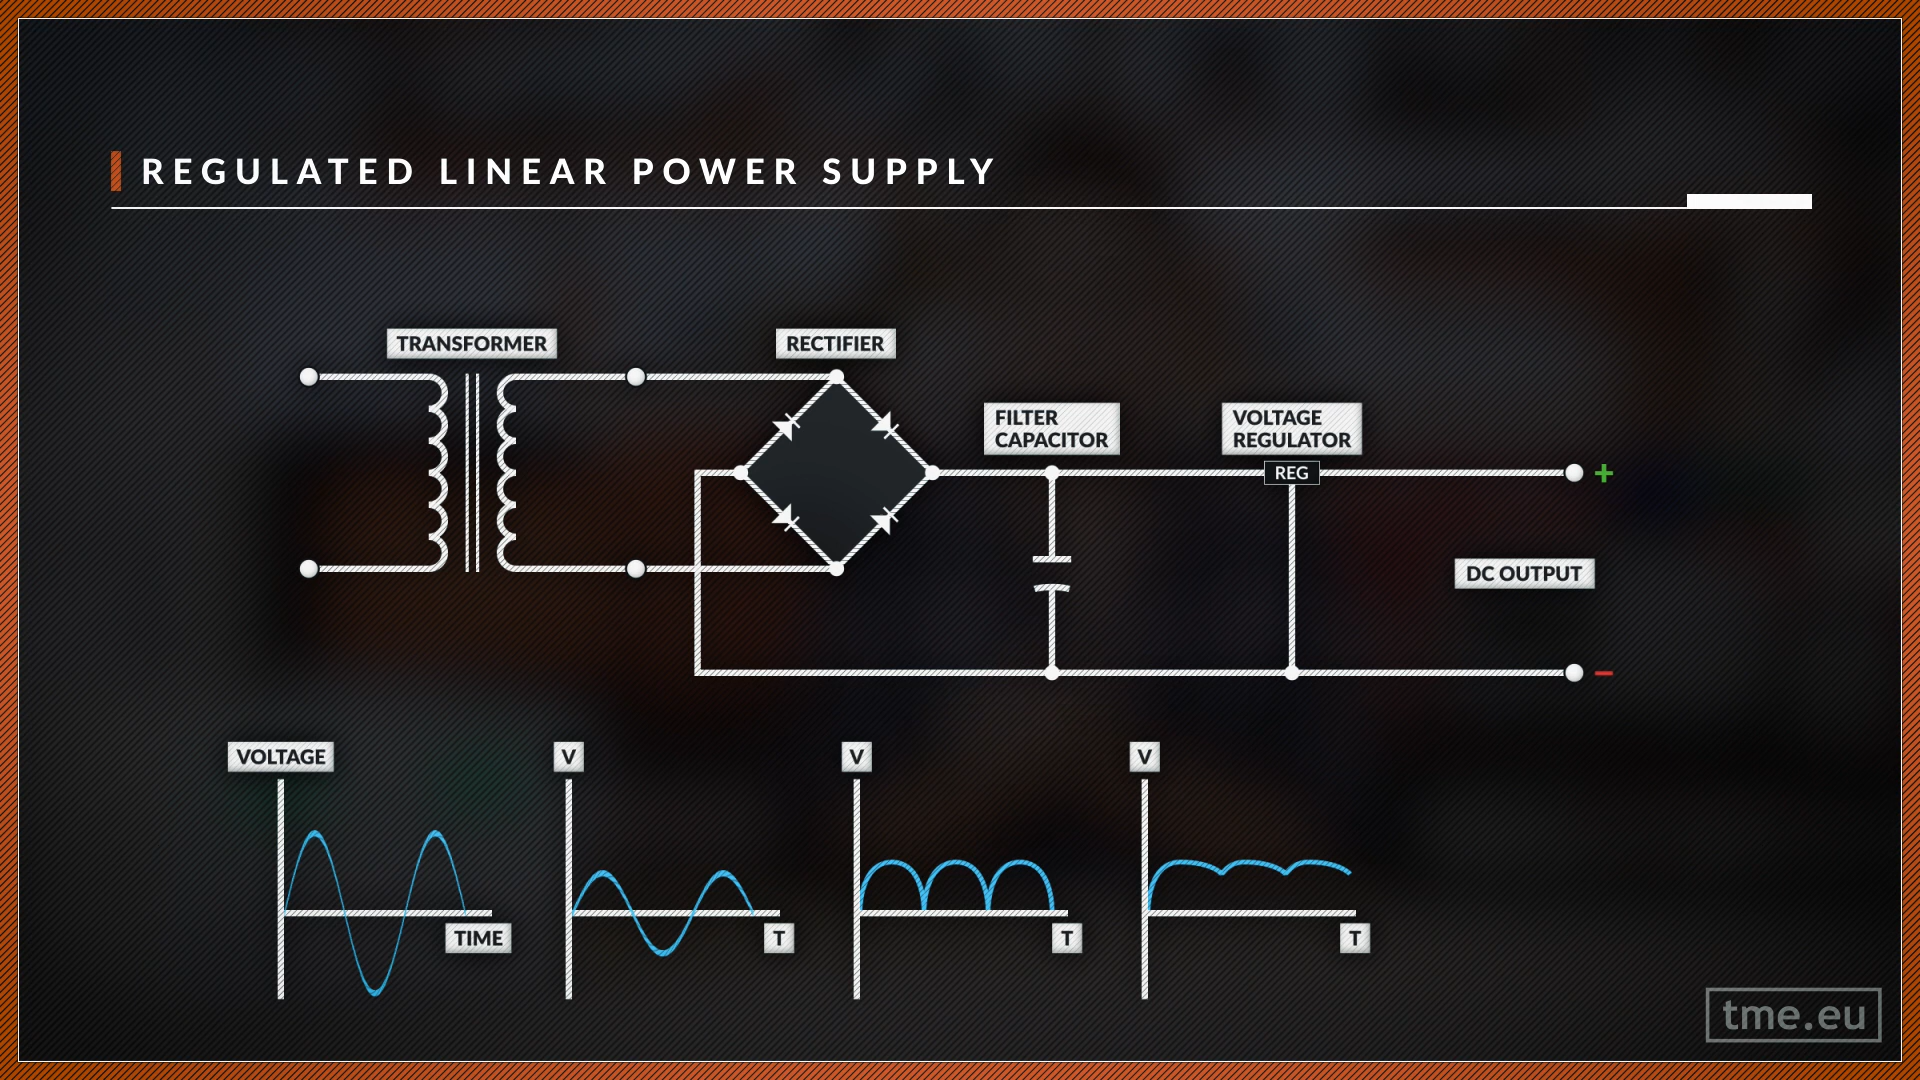 REGULATED LINEAR POWER SUPPLY
TRANSFORMER
RECTIFIER
FILTER
CAPACITOR
VOLTAGE
REGULATOR
REG
+
DC OUTPUT
−
VOLTAGE
TIME
V
T
V
T
V
T
tme.eu